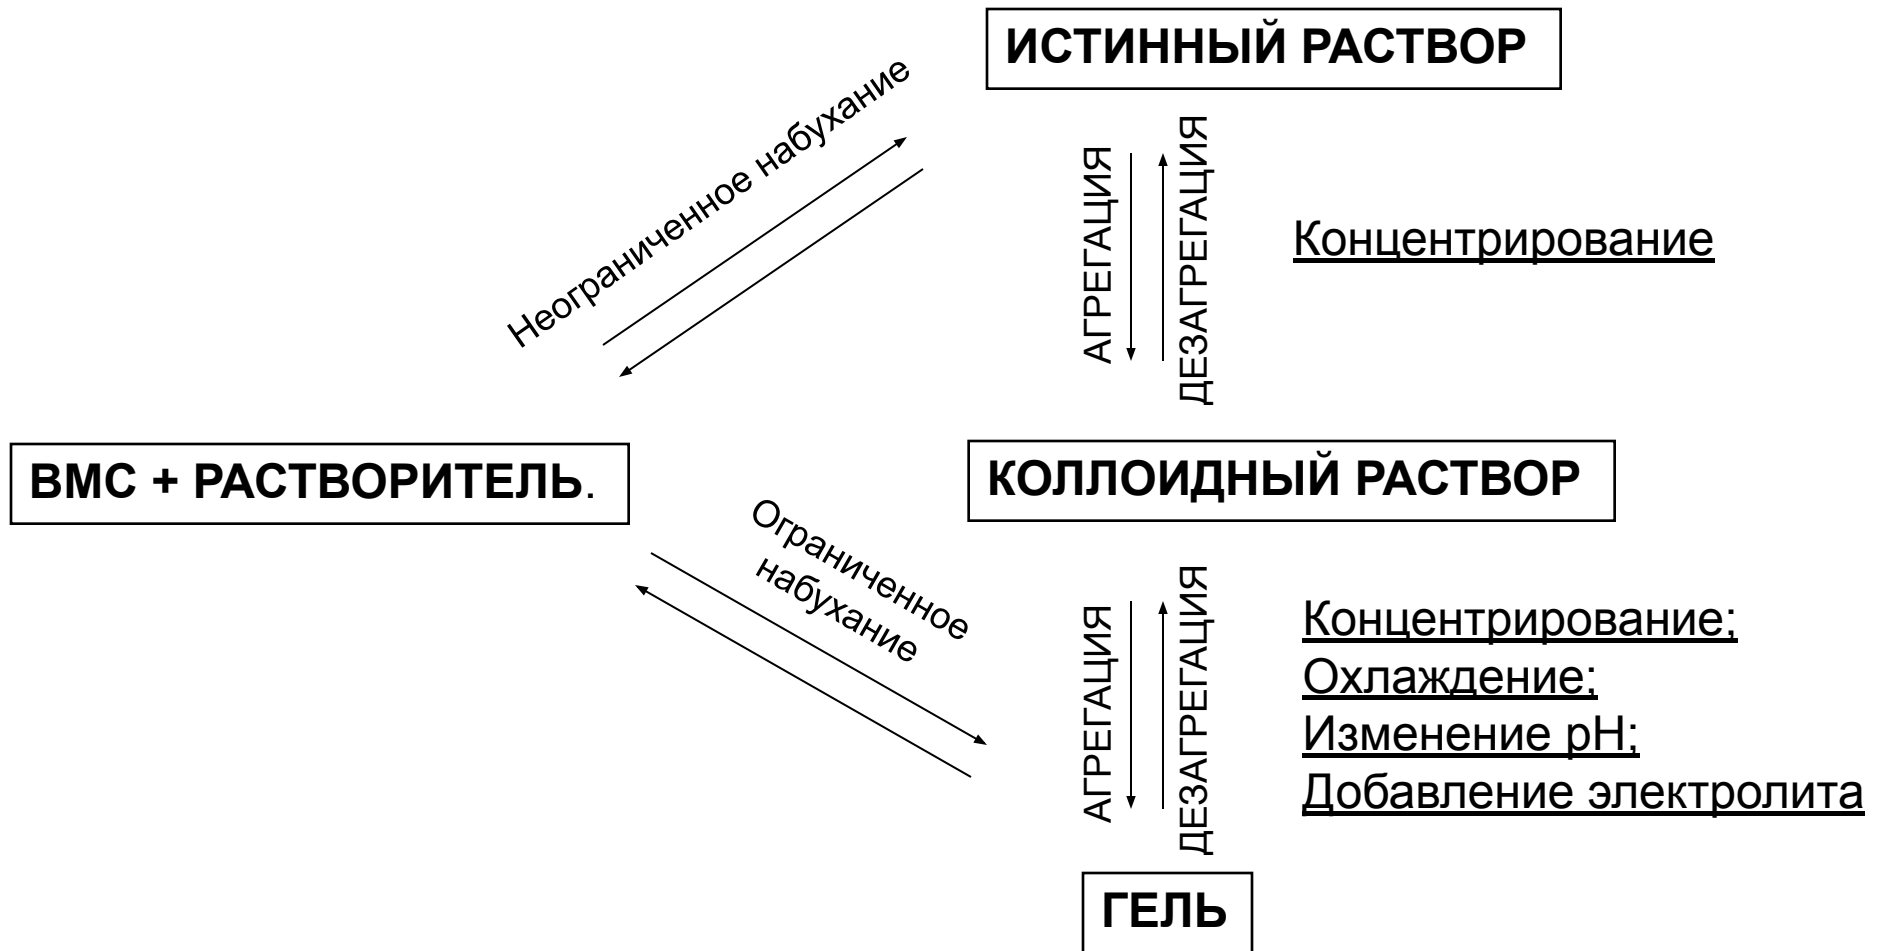 ИСТИННЫЙ РАСТВОР
Неограниченное набухание
АГРЕГАЦИЯ
ДЕЗАГРЕГАЦИЯ
Концентрирование
ВМС + РАСТВОРИТЕЛЬ.
КОЛЛОИДНЫЙ РАСТВОР
Ограниченное
набухание
АГРЕГАЦИЯ
ДЕЗАГРЕГАЦИЯ
Концентрирование;
Охлаждение;
Изменение рН;
Добавление электролита
ГЕЛЬ